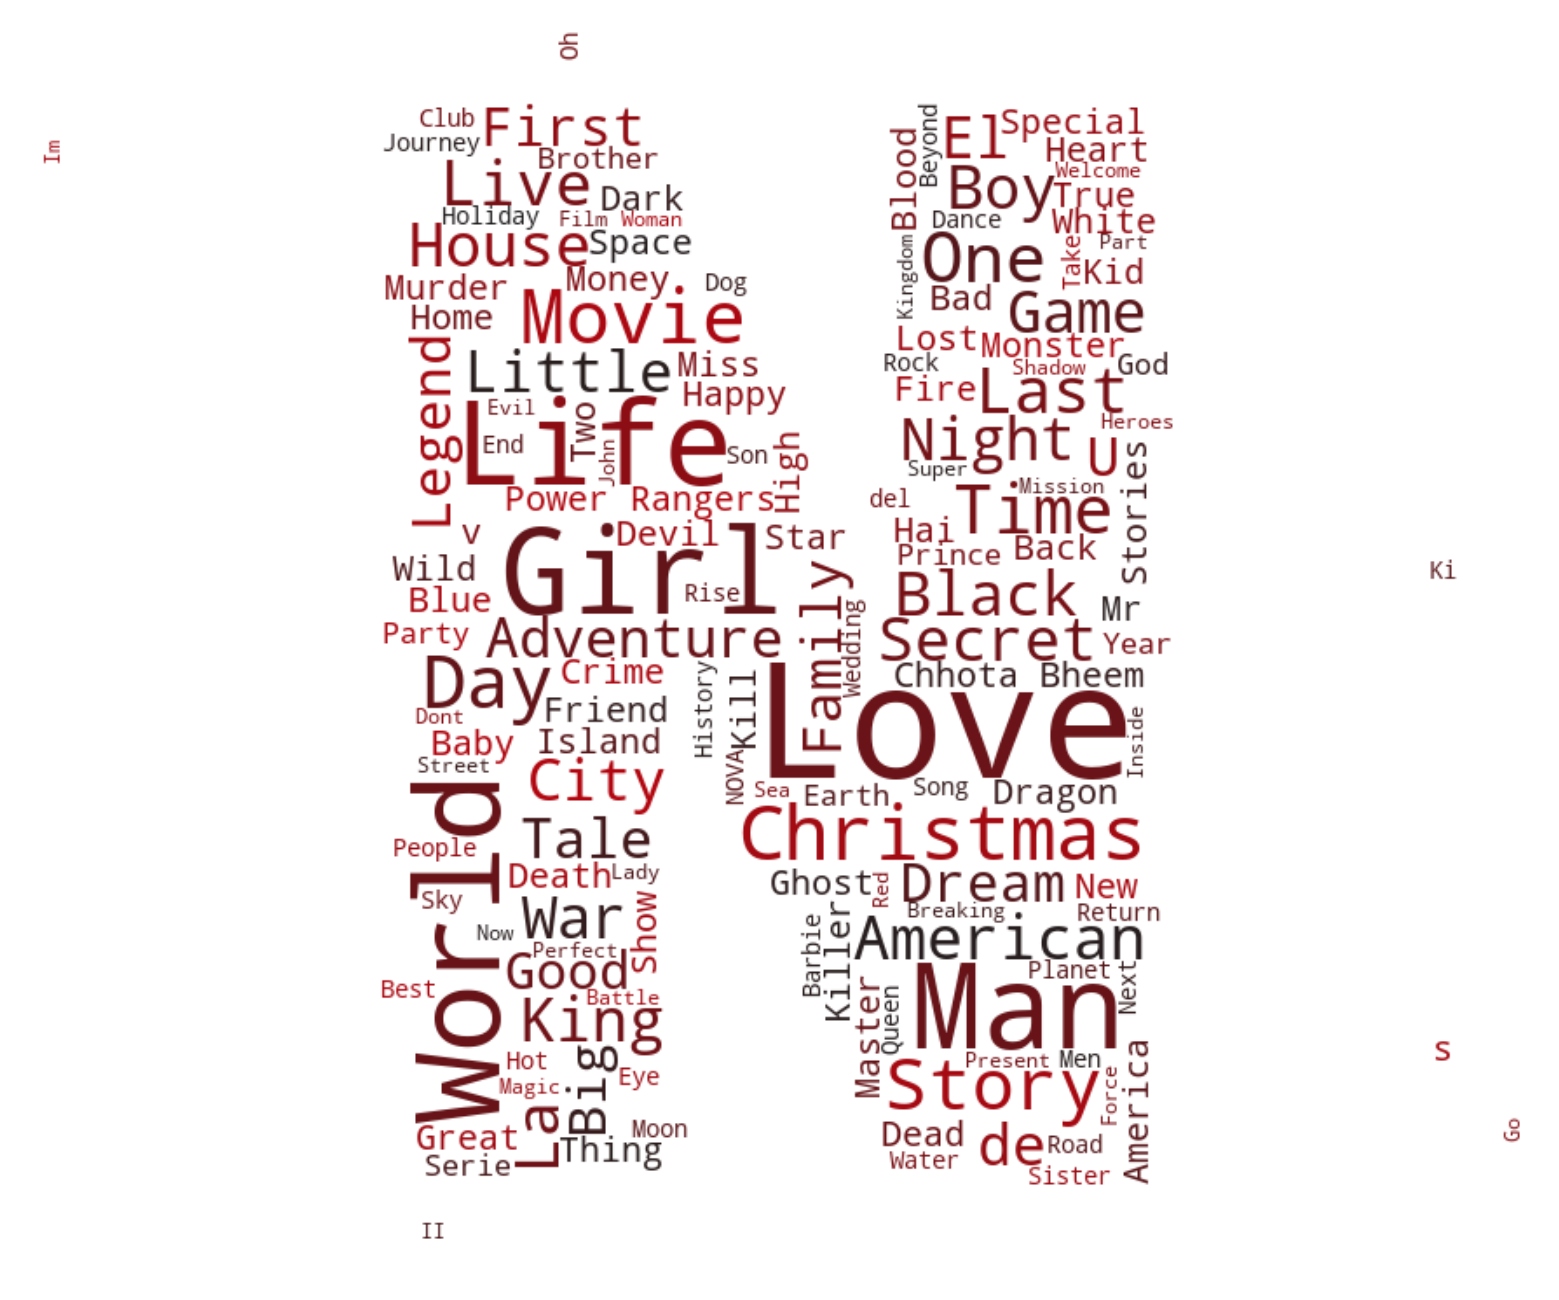 Oh
Im
Club
First
Journey
Brother
Live
Dark
Holiday
Film
Woman
House
Space
Murder
Money
Dog
Home
Movie
Legend
Little
Miss
Happy
Evil
Life
Two
End
John
Son
High
Power Rangers
V
Girl
Devil
Star
Wild
Rise
Blue
Party
Adventure
Family
Wedding
Day
Crime
History
Kill
Dont
Friend
Baby
Island
Street
City
NOVA
World
Tale
People
Death
Lady
Sky
War
Show
Now
Perfect
Good
Best
Battle
King
Hot
Big
Eye
Magic
La
Great
Moon
Thing
Serie
II
Beyond
El
Special
Blood
Heart
Welcome
Boy
True
Dance
White
Kingdom
One
Take
Part
Kid
Bad
Game
Lost
Monster
Rock
Shadow
God
Fire
Last
Heroes
Night
U
Super
Stories
del
Mission
Time
Hai
Prince
Back
Black
Mr
Secret
Year
Chhota Bheem
Love
Inside
Sea
Earth
Song
Dragon
Christmas
Ghost
Red
Dream
New
Breaking
Return
Barbie
Killer
American
Planet
Next
Man
Master
Queen
Present
Men
Story
Force
America
Dead
de
Road
Water
Sister
Ki
S
Go